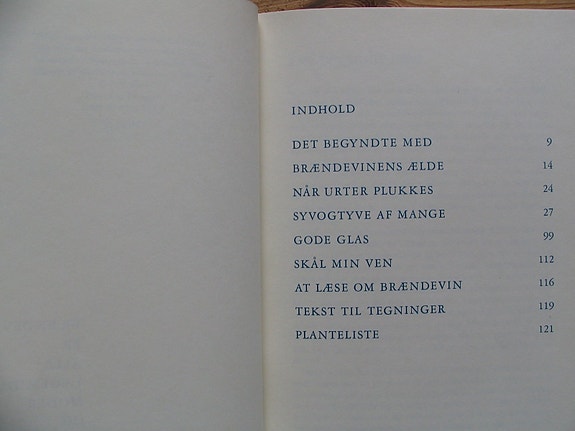 INDHOLD
DET BEGYNDTE MED 9
BRÆNDEVINENS ÆLDE 14
NÅR URTER PLUKKES 24
SYVOGTYVE AF MANGE 27
GODE GLAS 99
SKÅL MIN VEN 112
AT LÆSE OM BRÆNDEVIN 116
TEKST TIL TEGNINGER 119
PLANTELISTE 121